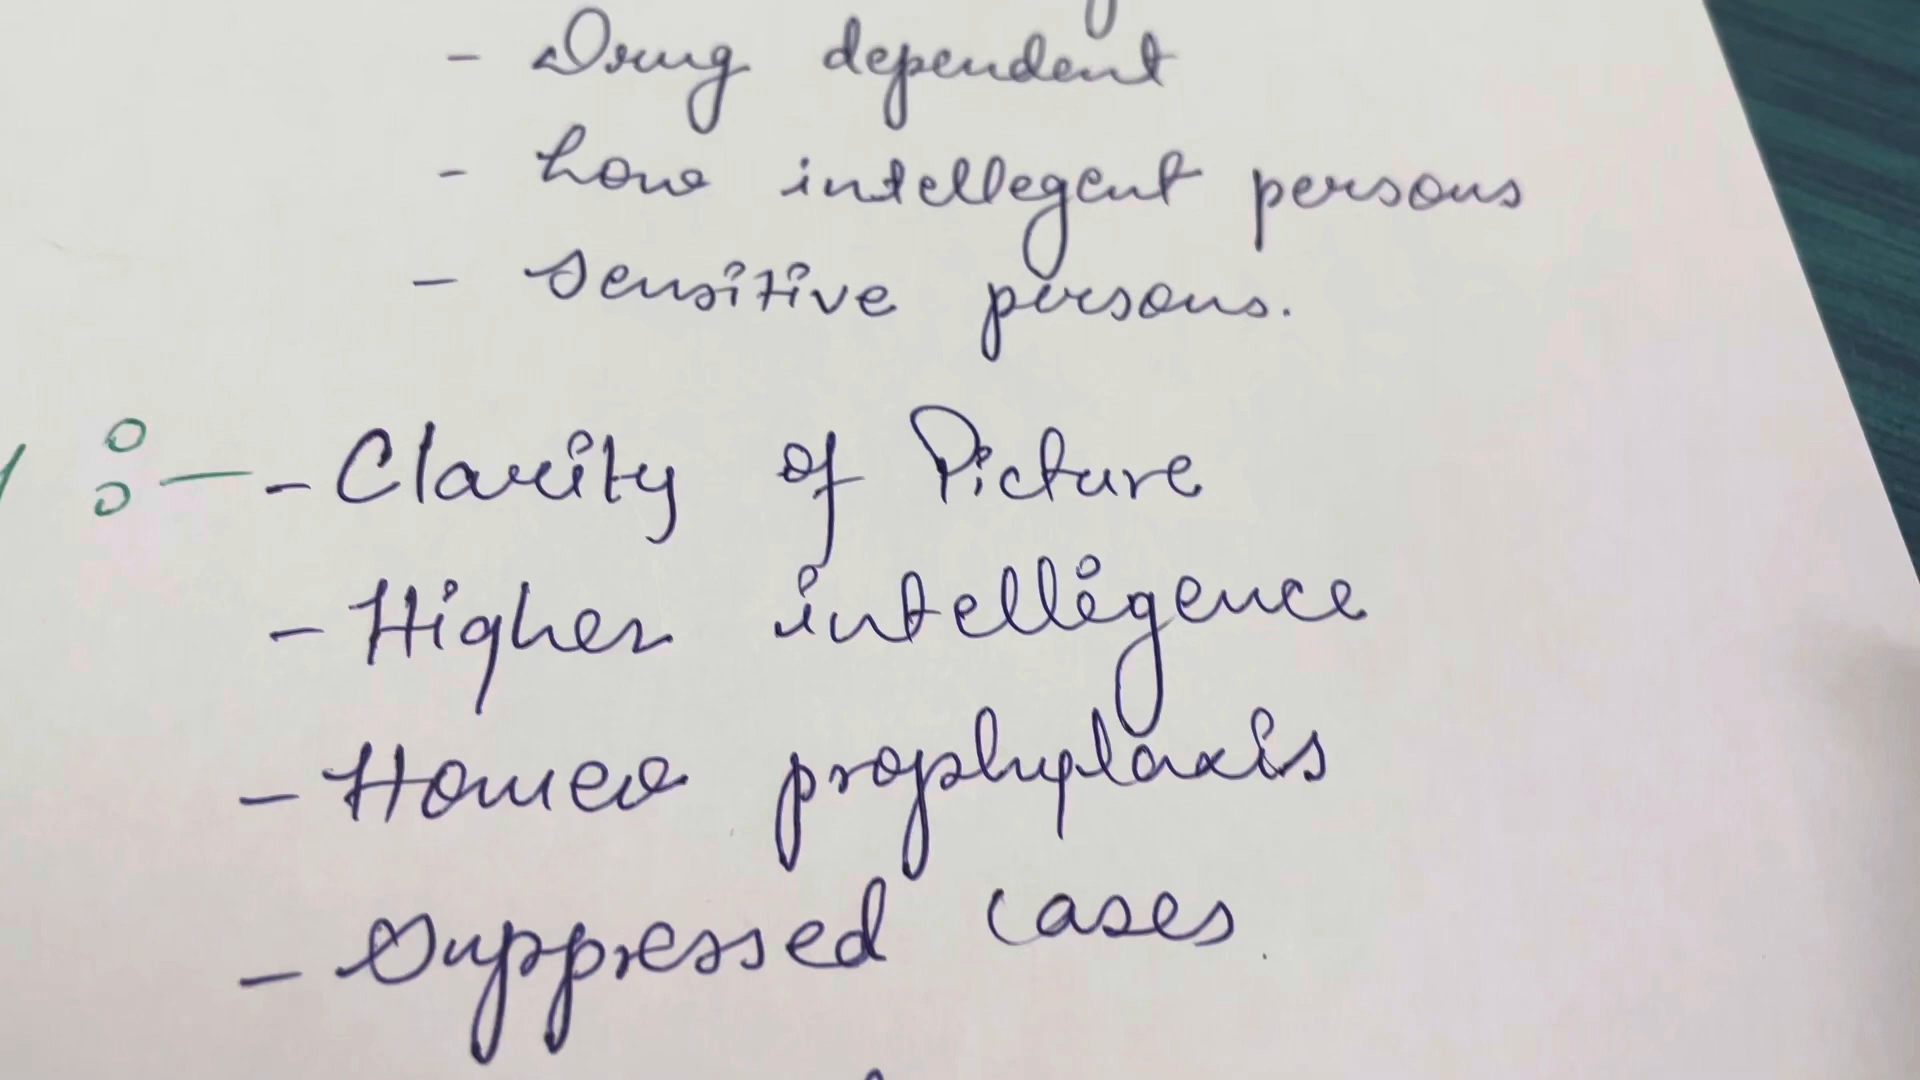 - Drug dependent
- Low intellegent persons
- Sensitive persons.
:- - Clarity of Picture
- Higher intelligence
- Homeo prophylaxis
- Suppressed cases.